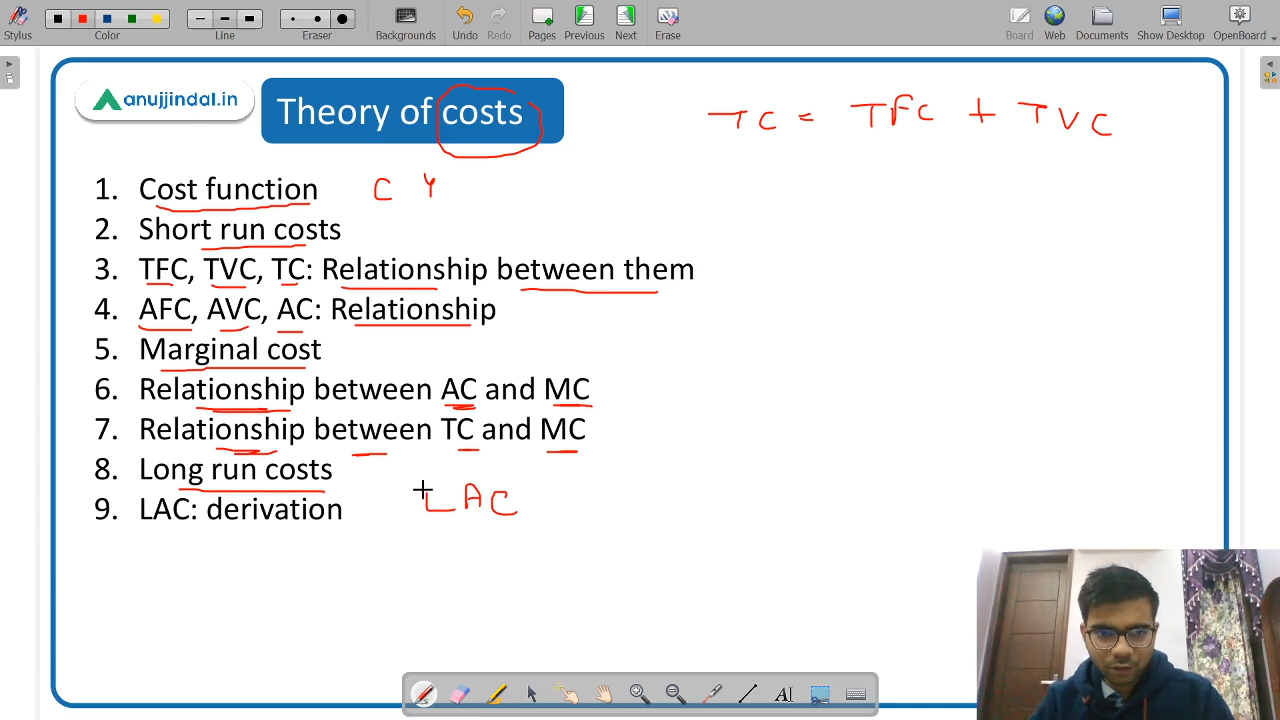 Stylus Color Line Eraser Backgrounds Undo Redo Pages Previous Next Erase Board Web Documents Show Desktop OpenBoard
anujjindal.in
Theory of costs
TC = TFC + TVC
1. Cost function C Y
2. Short run costs
3. TFC, TVC, TC: Relationship between them
4. AFC, AVC, AC: Relationship
5. Marginal cost
6. Relationship between AC and MC
7. Relationship between TC and MC
8. Long run costs
9. LAC: derivation LAC